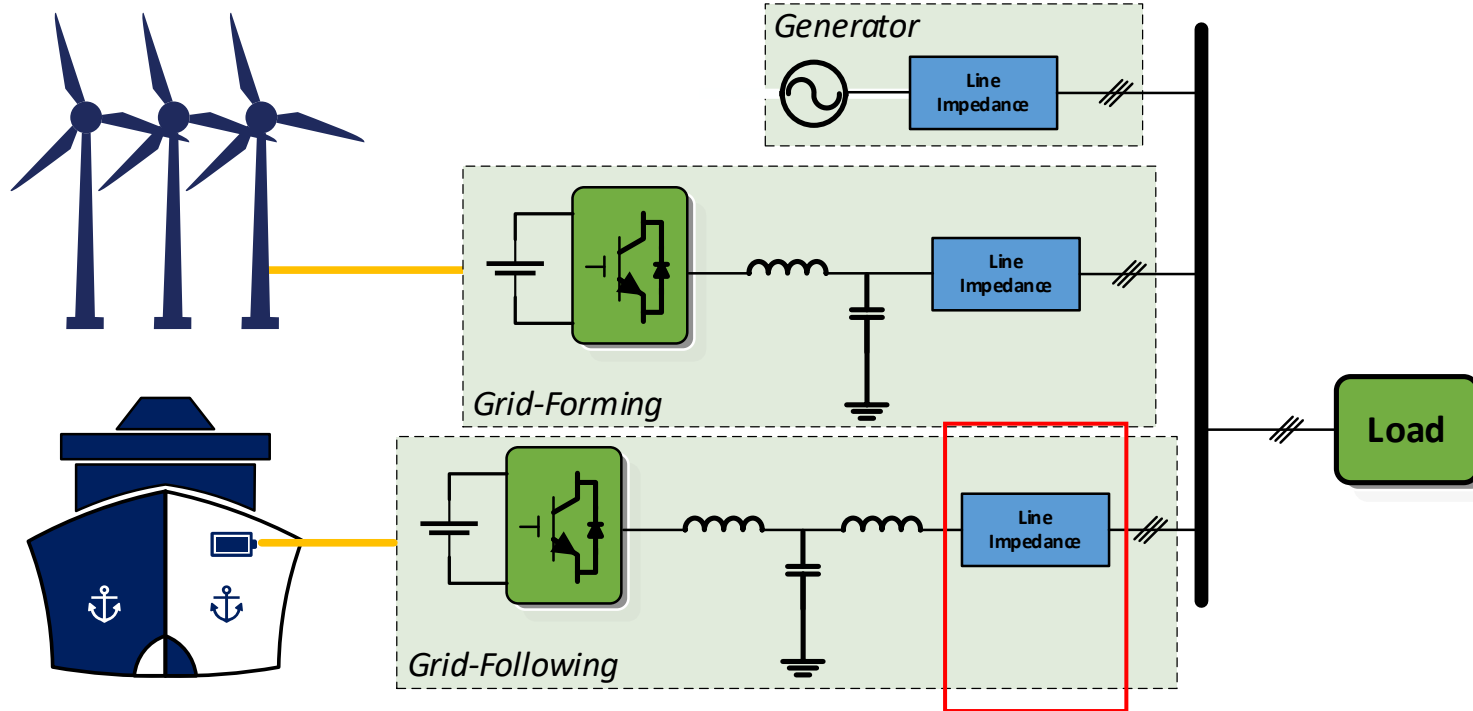 Generator
Line
Impedance
Line
Impedance
Grid-Forming
Load
Line
Impedance
Grid-Following